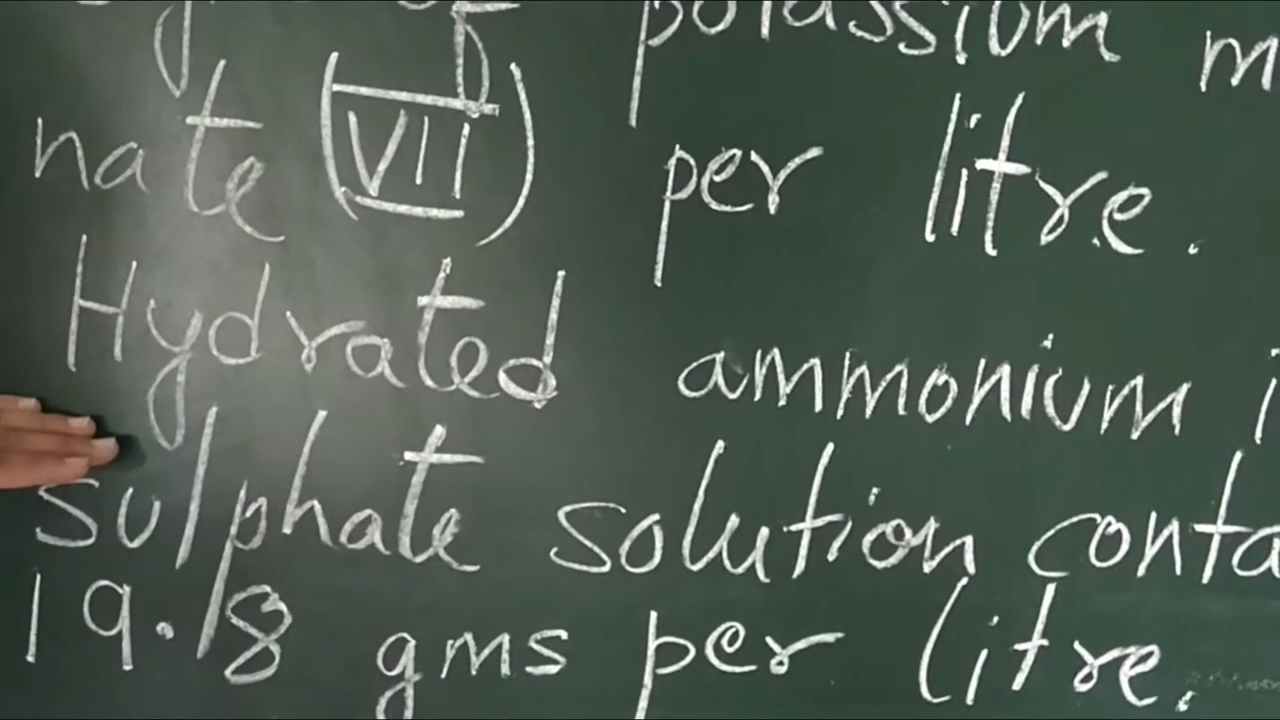 potassium m
nate (VII) per litre.
Hydrated ammonium i
sulphate solution conta
19.8 gms per litre.